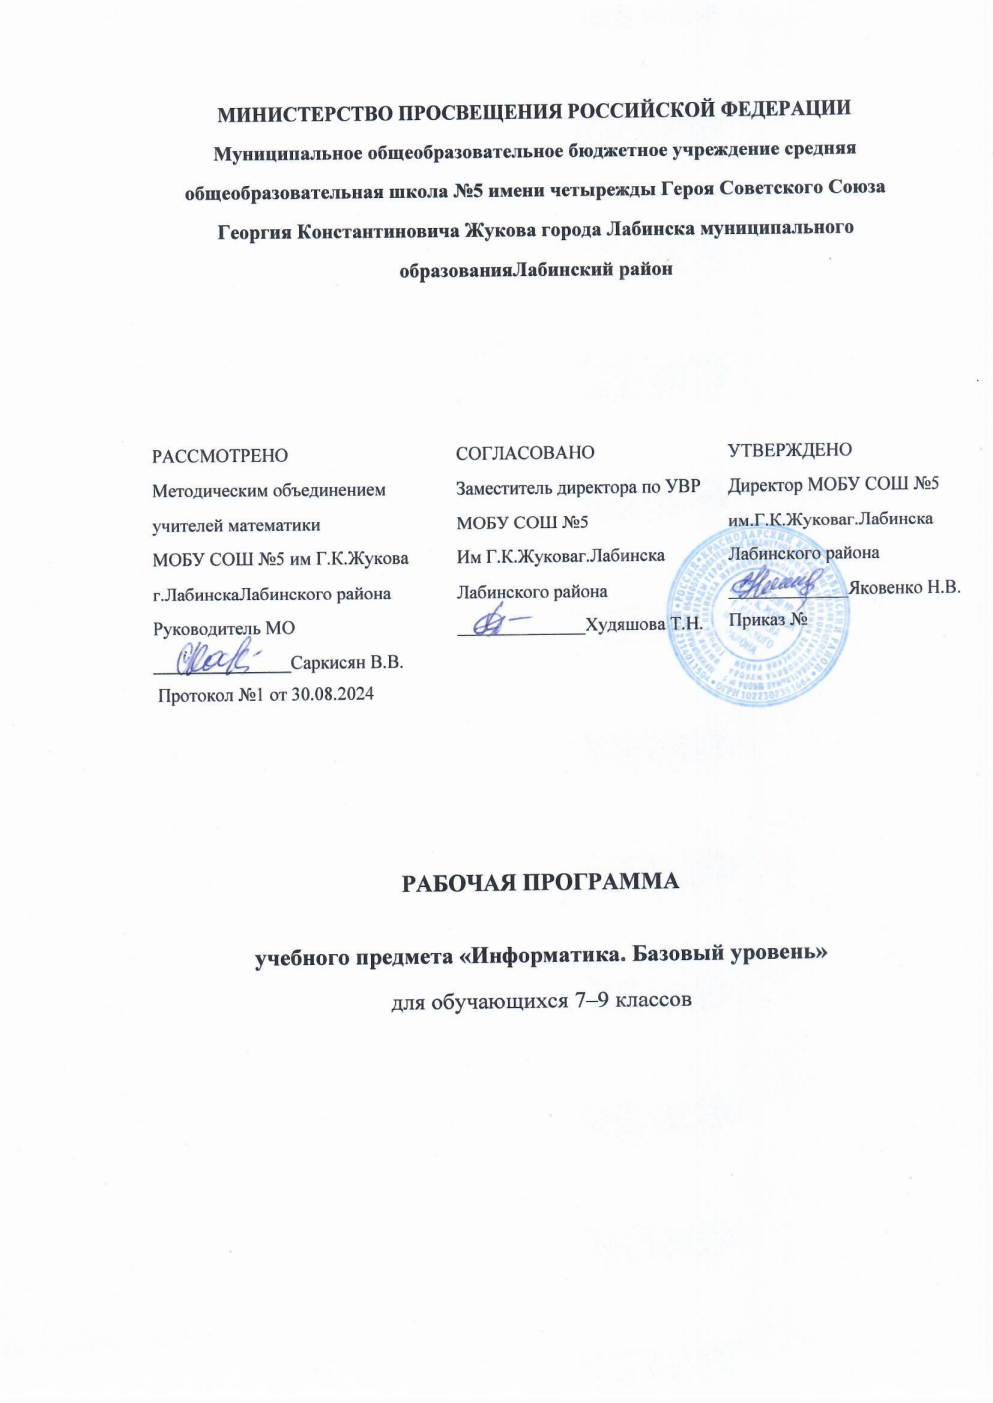 МИНИСТЕРСТВО ПРОСВЕЩЕНИЯ РОССИЙСКОЙ ФЕДЕРАЦИИ
Муниципальное общеобразовательное бюджетное учреждение средняя
общеобразовательная школа №5 имени четырежды Героя Советского Союза
Георгия Константиновича Жукова города Лабинска муниципального
образованияЛабинский район
РАССМОТРЕНО
Методическим объединением
учителей математики
МОБУ СОШ №5 им Г.К.Жукова
г.ЛабинскаЛабинского района
Руководитель МО
Саркисян В.В.
Протокол №1 от 30.08.2024
СОГЛАСОВАНО
Заместитель директора по УВР
МОБУ СОШ №5
Им Г.К.Жуковаг.Лабинска
Лабинского района
Худяшова Т.Н.
УТВЕРЖДЕНО
Директор МОБУ СОШ №5
им.Г.К.Жуковаг.Лабинска
Лабинского района
Яковенко Н.В.
Приказ №
РАБОЧАЯ ПРОГРАММА
учебного предмета «Информатика. Базовый уровень»
для обучающихся 7–9 классов